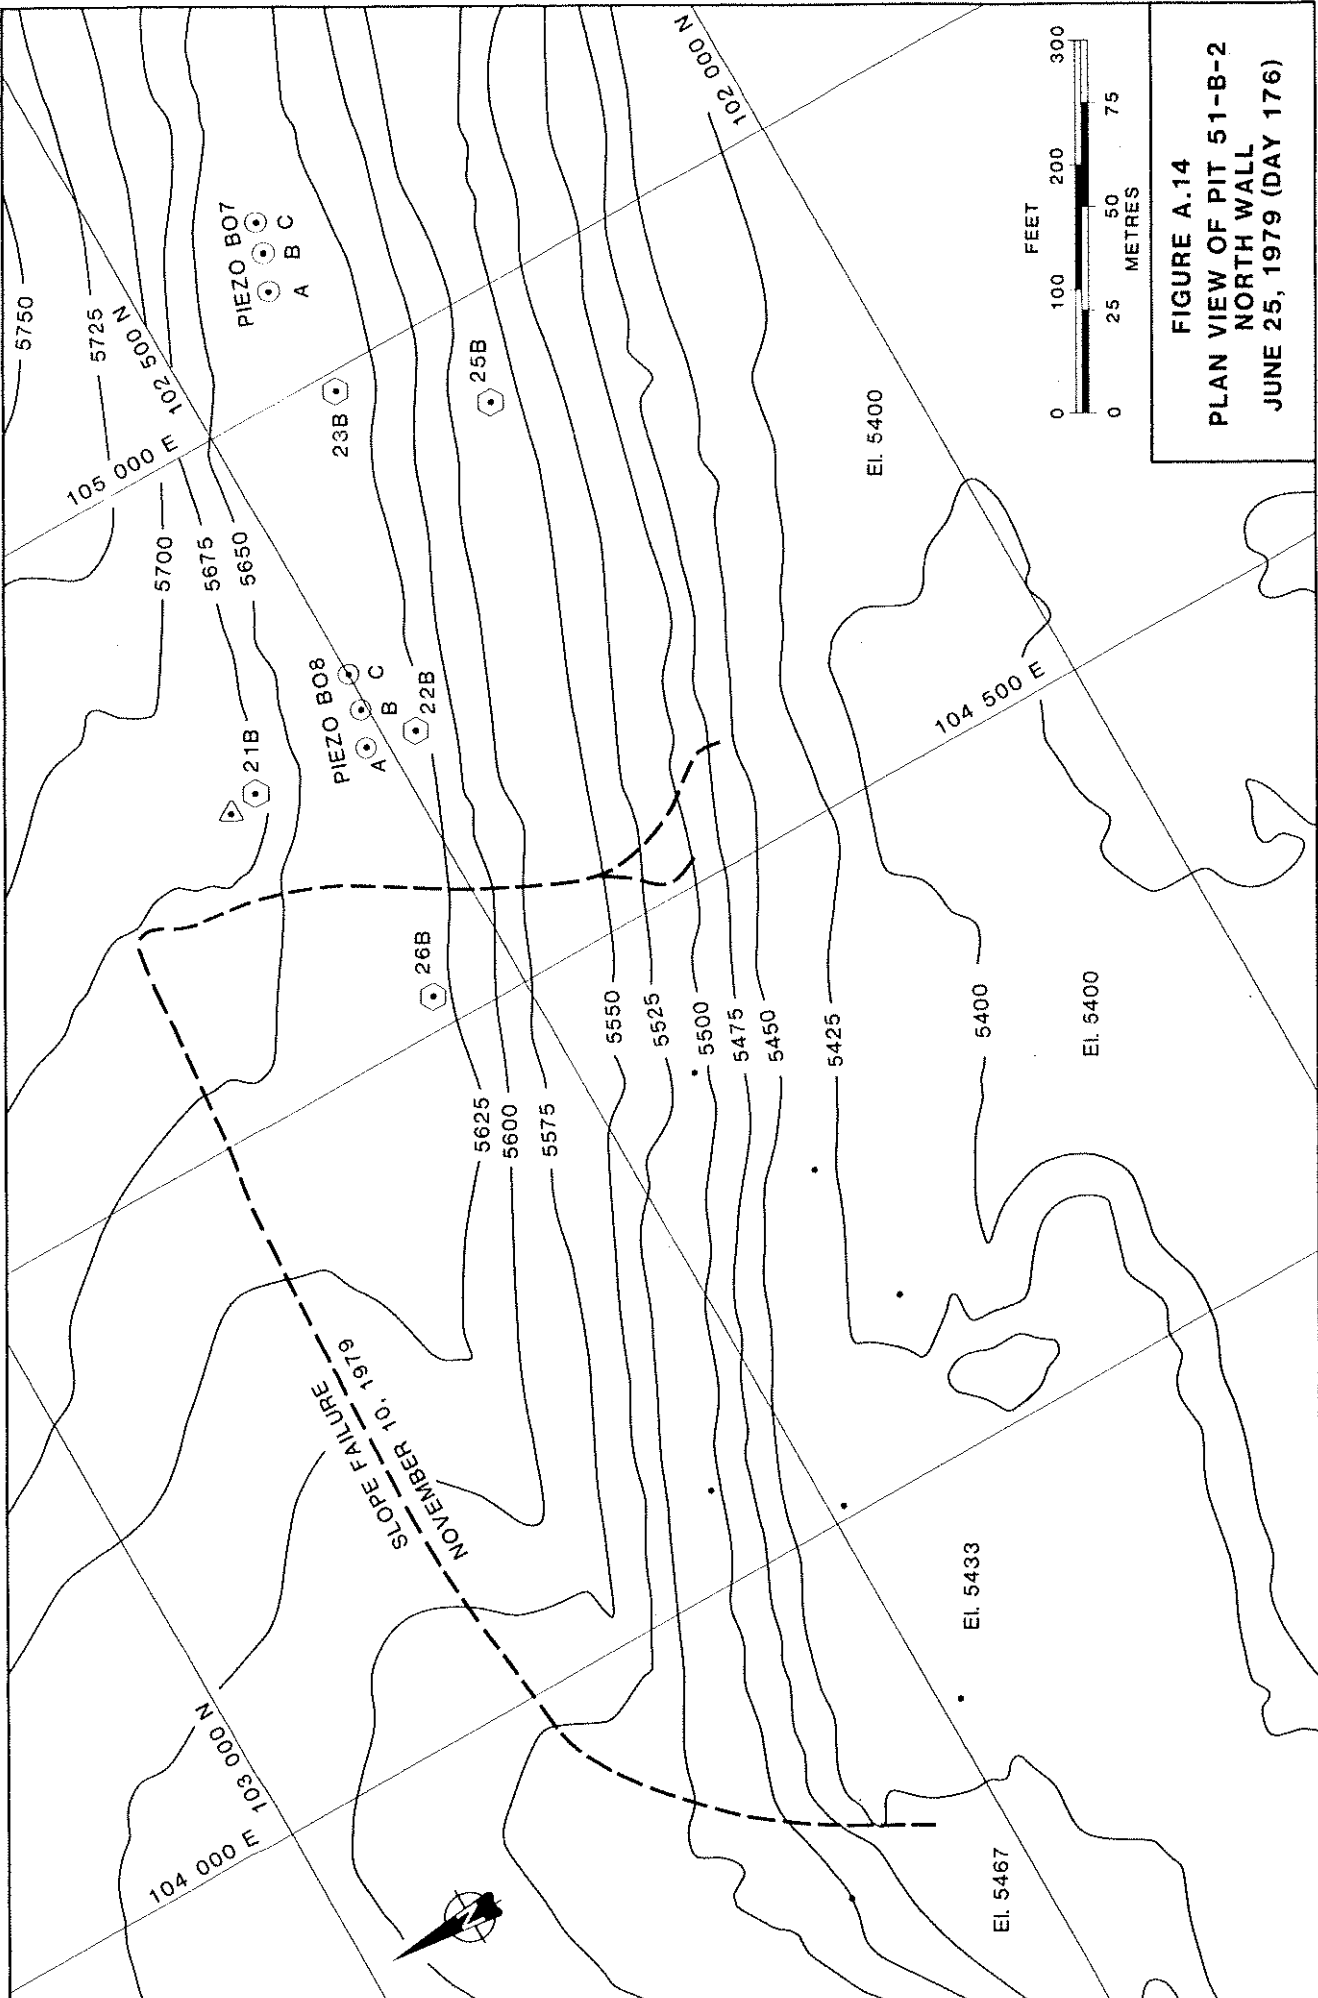 5750
5725
102 500 N
105 000 E
5700
5675
5650
PIEZO B07
A
B
C
23B
25B
PIEZO B08
A
B
C
21B
22B
26B
102 000 N
5625
5600
5575
5550
5525
5500
5475
5450
5425
5400
El. 5400
El. 5400
104 500 E
SLOPE FAILURE
NOVEMBER 10, 1979
103 000 N
104 000 E
N
El. 5433
El. 5467
FEET
0 100 200 300
0 25 50 75
METRES
FIGURE A.14
PLAN VIEW OF PIT 51-B-2
NORTH WALL
JUNE 25, 1979 (DAY 176)